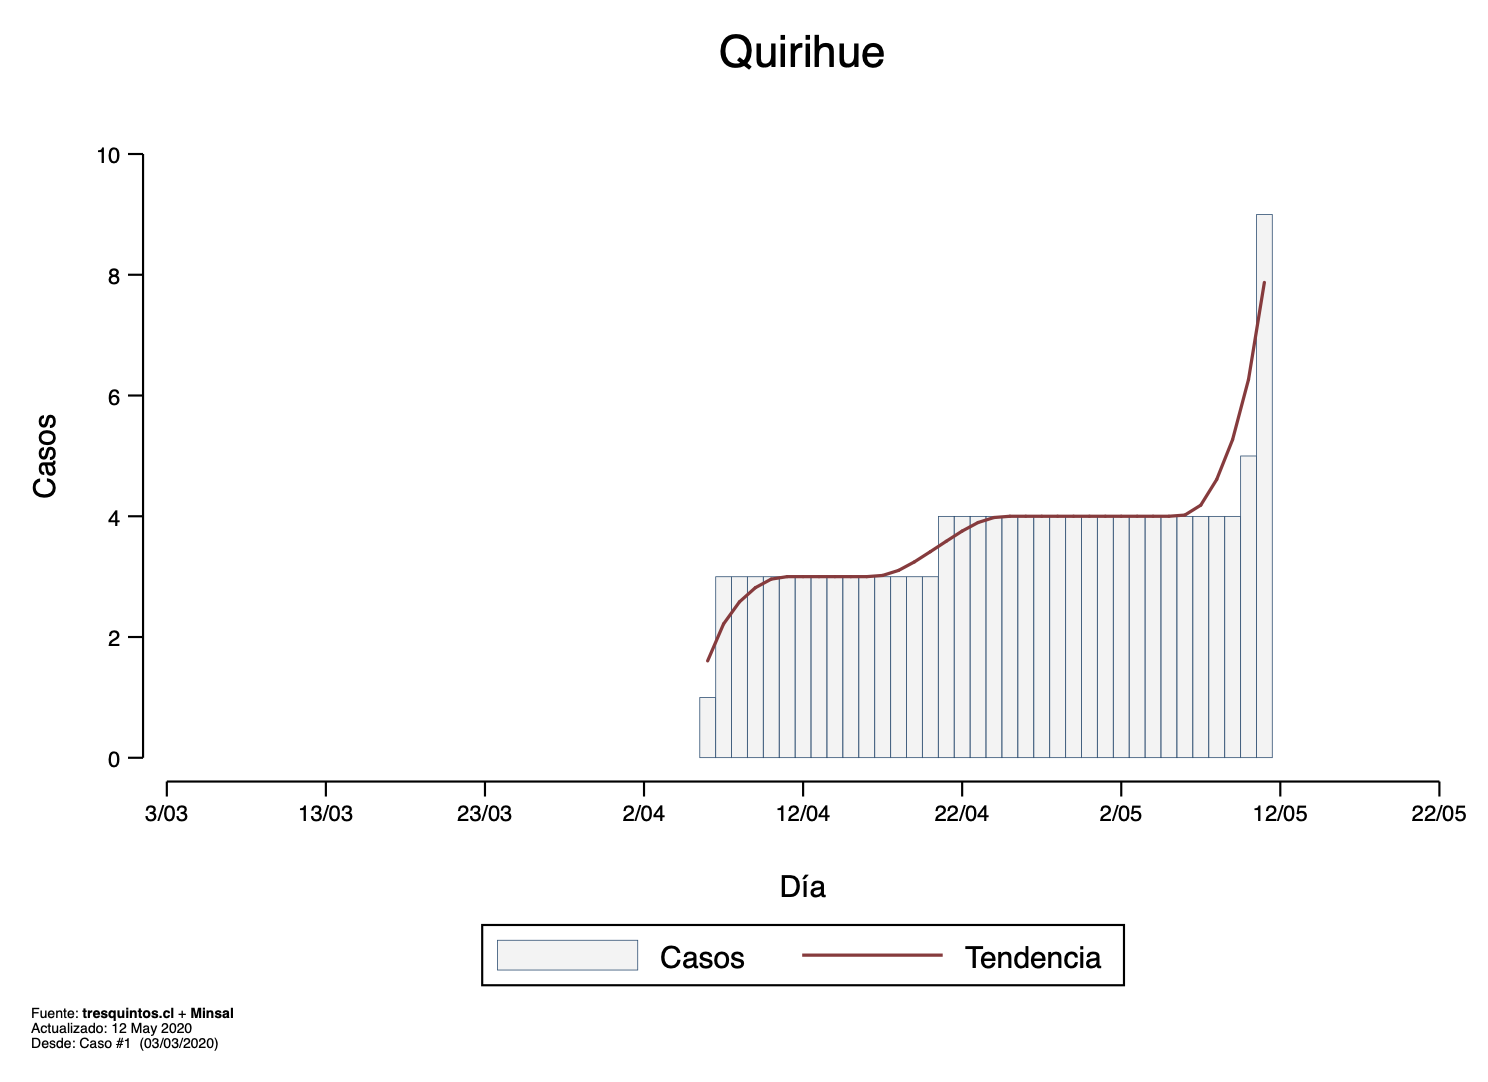 Quirihue
10
8
6
4
2
0
Casos
3/03 13/03 23/03 2/04 12/04 22/04 2/05 12/05 22/05
Día
Casos Tendencia
Fuente: tresquintos.cl + Minsal
Actualizado: 12 May 2020
Desde: Caso #1 (03/03/2020)